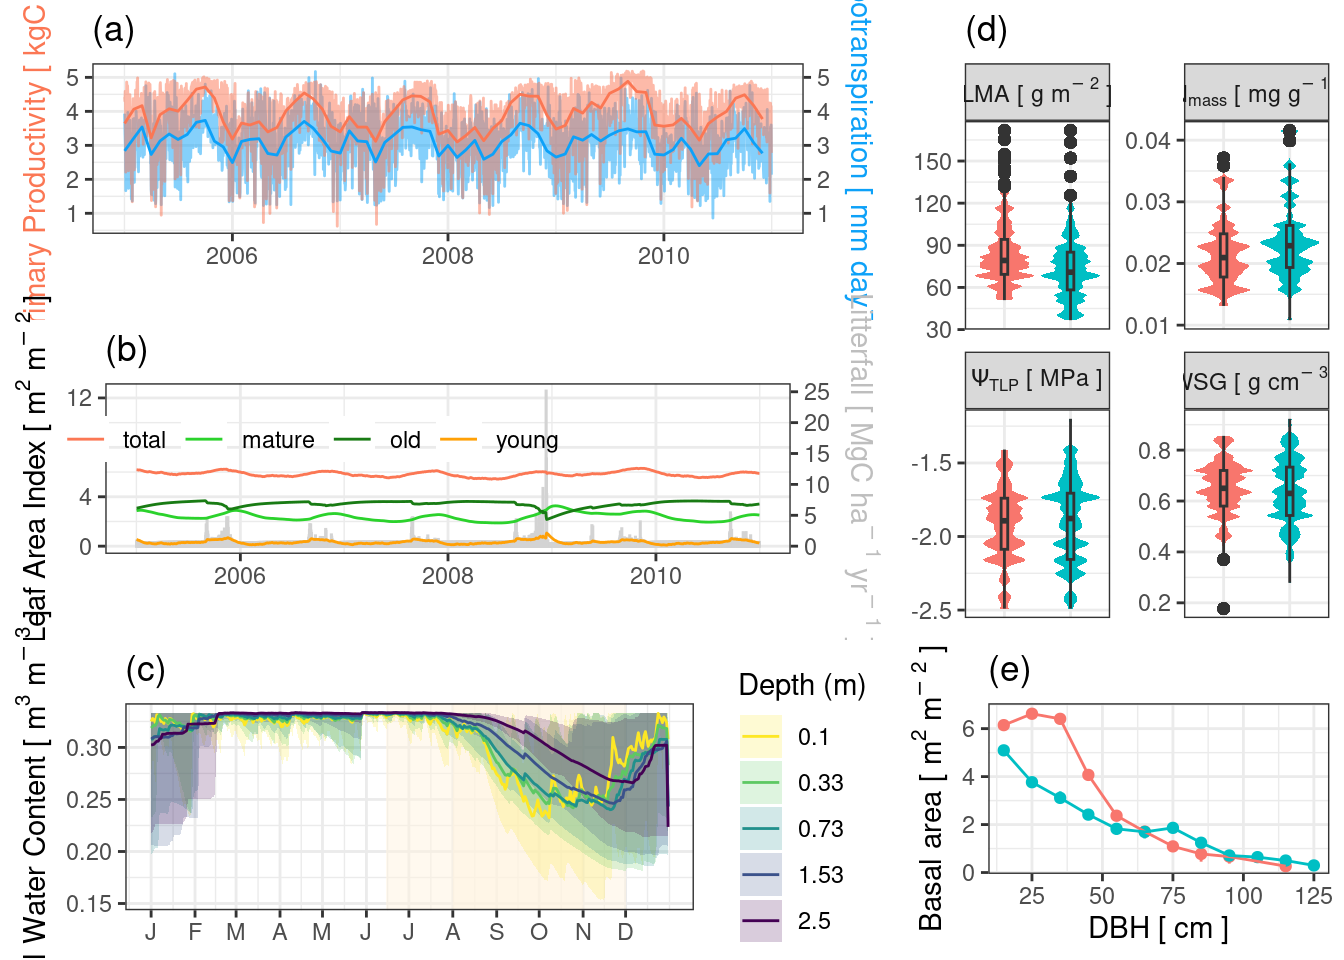 (a)
Productivity [ kgC
5
4
3
2
1
5
4
3
2
1
2006
2008
2010
[ mm day⁻
(b)
Leaf Area Index [ m² m⁻² ]
12
4
0
total
mature
old
young
25
20
15
10
5
0
2006
2008
2010
Litterfall [ MgC ha⁻¹ yr⁻¹
(c)
Water Content [ m³ m⁻³
0.30
0.25
0.20
0.15
J F M A M J J A S O N D
Depth (m)
0.1
0.33
0.73
1.53
2.5
(d)
LMA [ g m⁻² ]
150
120
90
60
30
mass [ mg g⁻¹
0.04
0.03
0.02
0.01
Ψ_TLP [ MPa ]
-1.5
-2.0
-2.5
WSG [ g cm⁻³
0.8
0.6
0.4
0.2
(e)
Basal area [ m² m⁻² ]
6
4
2
0
25 50 75 100 125
DBH [ cm ]